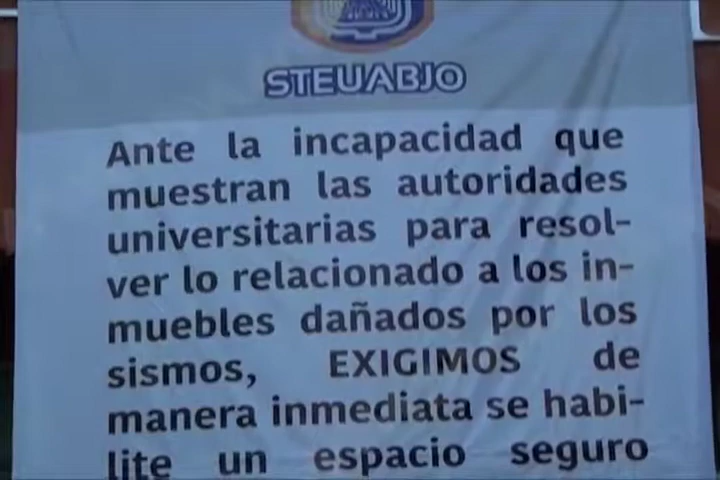 STEUABJO
Ante la incapacidad que
muestran las autoridades
universitarias para resol-
ver lo relacionado a los in-
muebles dañados por los
sismos, EXIGIMOS de
manera inmediata se habi-
lite un espacio seguro